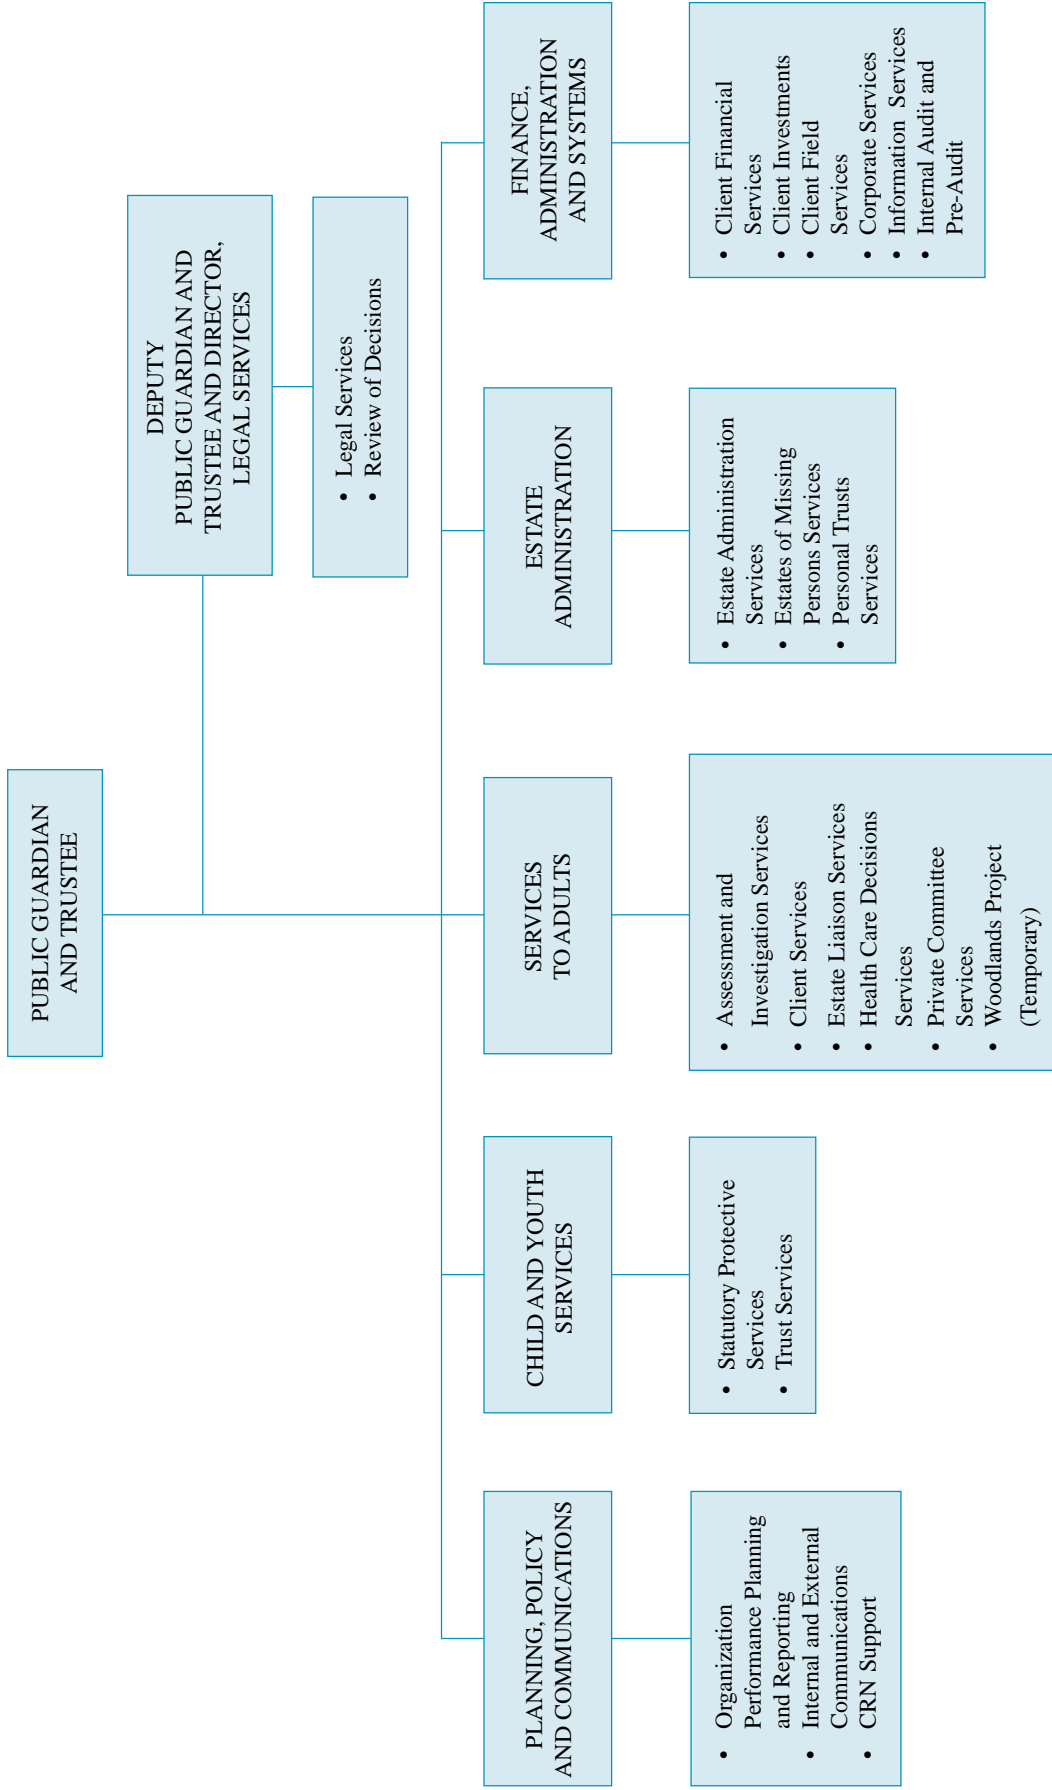 PUBLIC GUARDIAN
AND TRUSTEE
DEPUTY
PUBLIC GUARDIAN AND
TRUSTEE AND DIRECTOR,
LEGAL SERVICES
• Legal Services
• Review of Decisions
PLANNING, POLICY
AND COMMUNICATIONS
• Organization
Performance Planning
and Reporting
• Internal and External
Communications
• CRN Support
CHILD AND YOUTH
SERVICES
• Statutory Protective
Services
• Trust Services
SERVICES
TO ADULTS
• Assessment and
Investigation Services
• Client Services
• Estate Liaison Services
• Health Care Decisions
Services
• Private Committee
Services
• Woodlands Project
(Temporary)
ESTATE
ADMINISTRATION
• Estate Administration
Services
• Estates of Missing
Persons Services
• Personal Trusts
Services
FINANCE,
ADMINISTRATION
AND SYSTEMS
• Client Financial
Services
• Client Investments
• Client Field
Services
• Corporate Services
• Information Services
• Internal Audit and
Pre-Audit